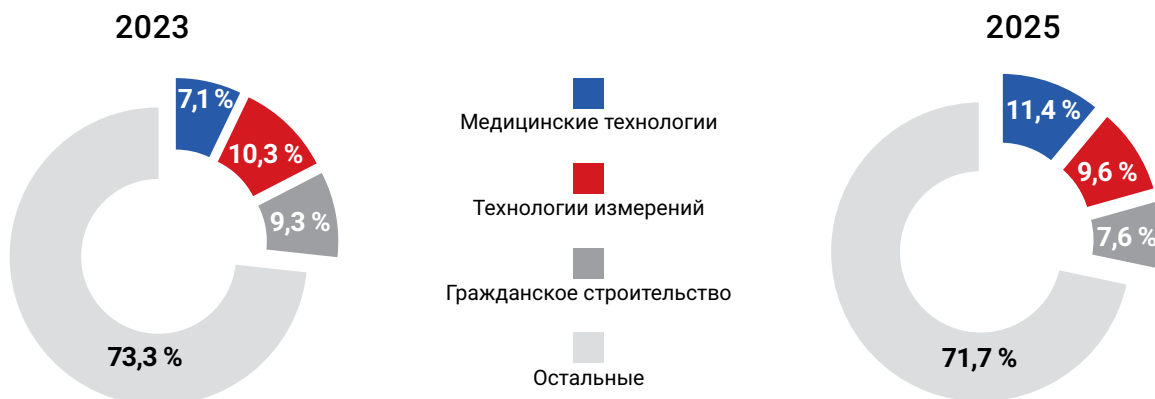 2023
7,1 %
10,3 %
9,3 %
73,3 %
Медицинские технологии
Технологии измерений
Гражданское строительство
Остальные
2025
11,4 %
9,6 %
7,6 %
71,7 %